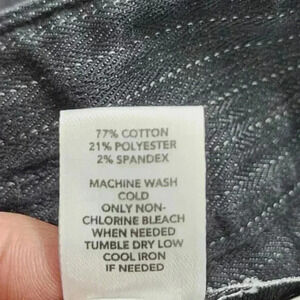 77% COTTON
21% POLYESTER
2% SPANDEX
MACHINE WASH
COLD
ONLY NON-
CHLORINE BLEACH
WHEN NEEDED
TUMBLE DRY LOW
COOL IRON
IF NEEDED